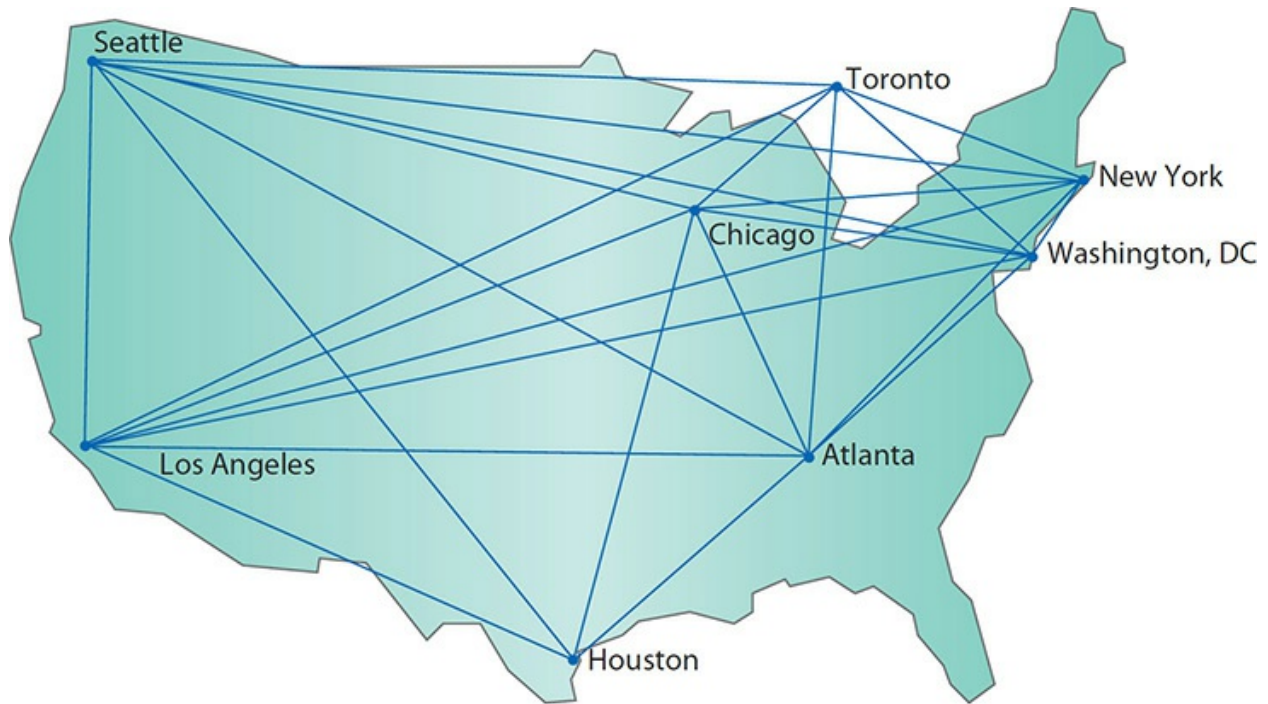 Seattle
Toronto
New York
Chicago
Washington, DC
Los Angeles
Atlanta
Houston